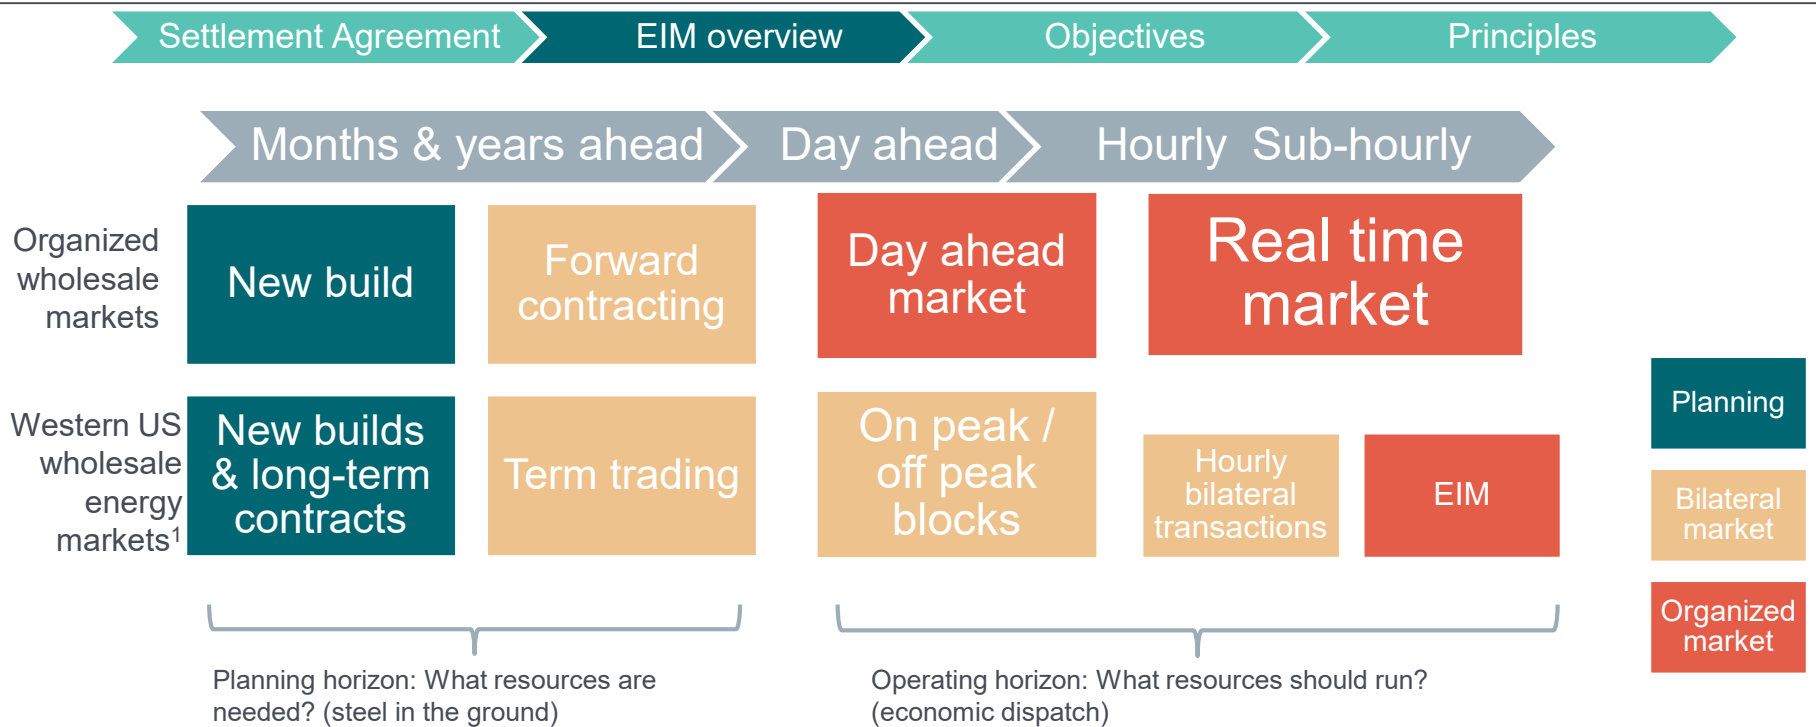 Settlement Agreement
EIM overview
Objectives
Principles
Months & years ahead
Day ahead
Hourly Sub-hourly
Organized
wholesale
markets
New build
Forward
contracting
Day ahead
market
Real time
market
Western US
wholesale
energy
markets¹
New builds
& long-term
contracts
Term trading
On peak /
off peak
blocks
Hourly
bilateral
transactions
EIM
Planning
Bilateral
market
Organized
market
Planning horizon: What resources are
needed? (steel in the ground)
Operating horizon: What resources should run?
(economic dispatch)